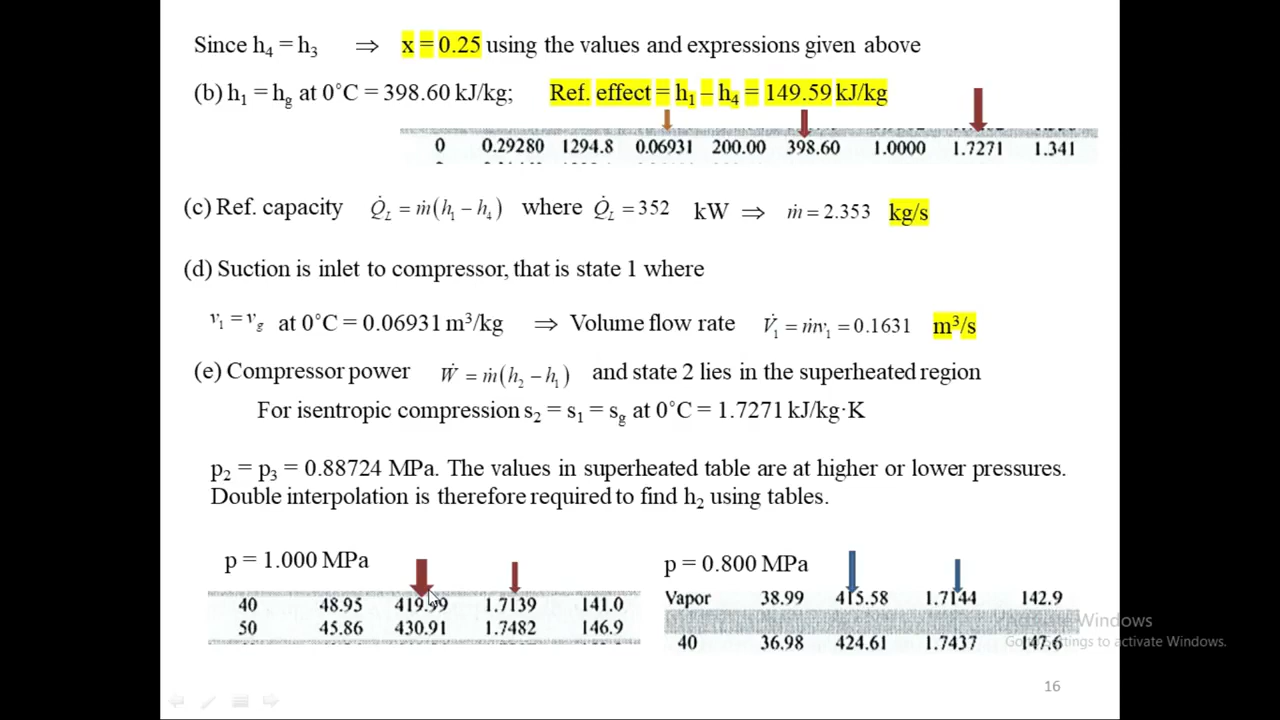 Since h4 = h3 ⇒ x = 0.25 using the values and expressions given above
(b) h1 = hg at 0°C = 398.60 kJ/kg; Ref. effect = h1 – h4 = 149.59 kJ/kg
0 0.29280 1294.8 0.06931 200.00 398.60 1.0000 1.7271 1.341
(c) Ref. capacity Q̇L = ṁ(h1 − h4) where Q̇L = 352 kW ⇒ ṁ = 2.353 kg/s
(d) Suction is inlet to compressor, that is state 1 where
v1 = vg at 0°C = 0.06931 m³/kg ⇒ Volume flow rate V̇1 = ṁv1 = 0.1631 m³/s
(e) Compressor power Ẇ = ṁ(h2 − h1) and state 2 lies in the superheated region
For isentropic compression s2 = s1 = sg at 0°C = 1.7271 kJ/kg·K
p2 = p3 = 0.88724 MPa. The values in superheated table are at higher or lower pressures.
Double interpolation is therefore required to find h2 using tables.
p = 1.000 MPa
40 48.95 419.99 1.7139 141.0
50 45.86 430.91 1.7482 146.9
p = 0.800 MPa
Vapor 38.99 415.58 1.7144 142.9
40 36.98 424.61 1.7437 147.6
Activate Windows
Go to Settings to activate Windows.
16